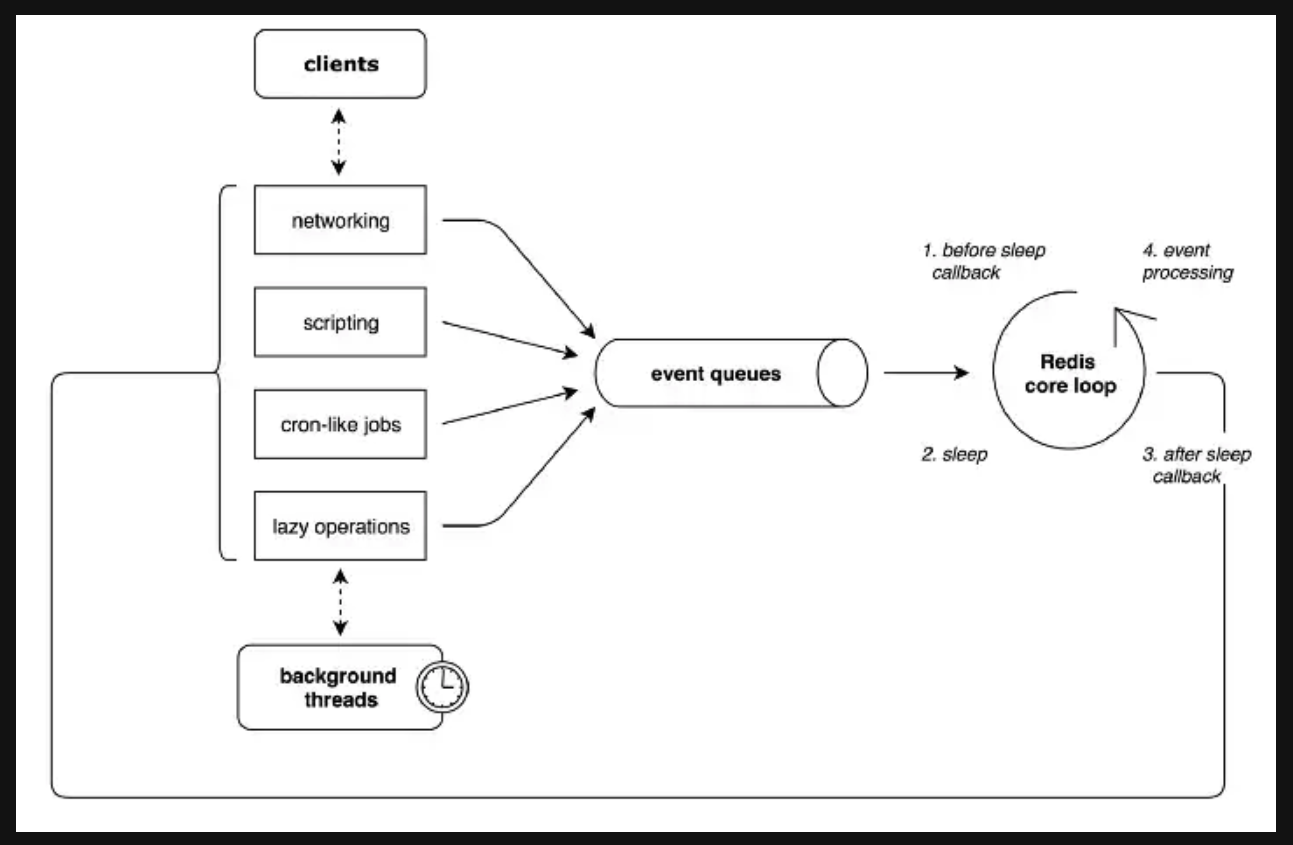 clients
networking
scripting
cron-like jobs
lazy operations
background
threads
event queues
1. before sleep
callback
2. sleep
Redis
core loop
4. event
processing
3. after sleep
callback